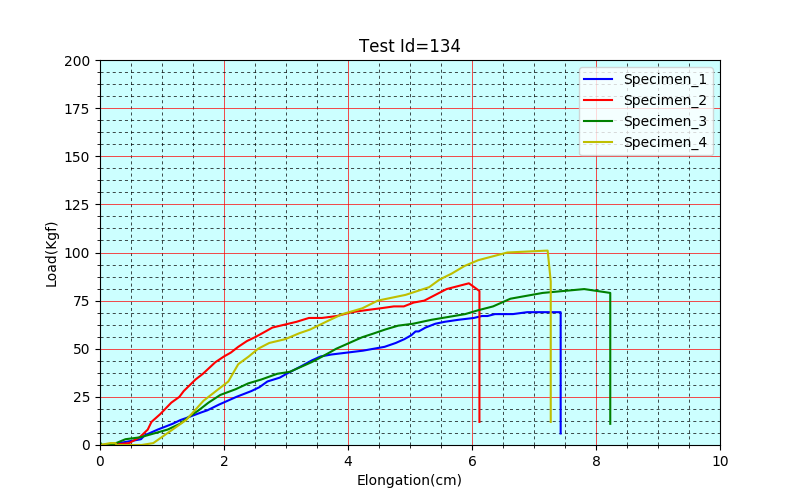 Test Id=134
200
175
150
125
100
75
50
25
0
Load(Kgf)
Specimen_1
Specimen_2
Specimen_3
Specimen_4
0 2 4 6 8 10
Elongation(cm)